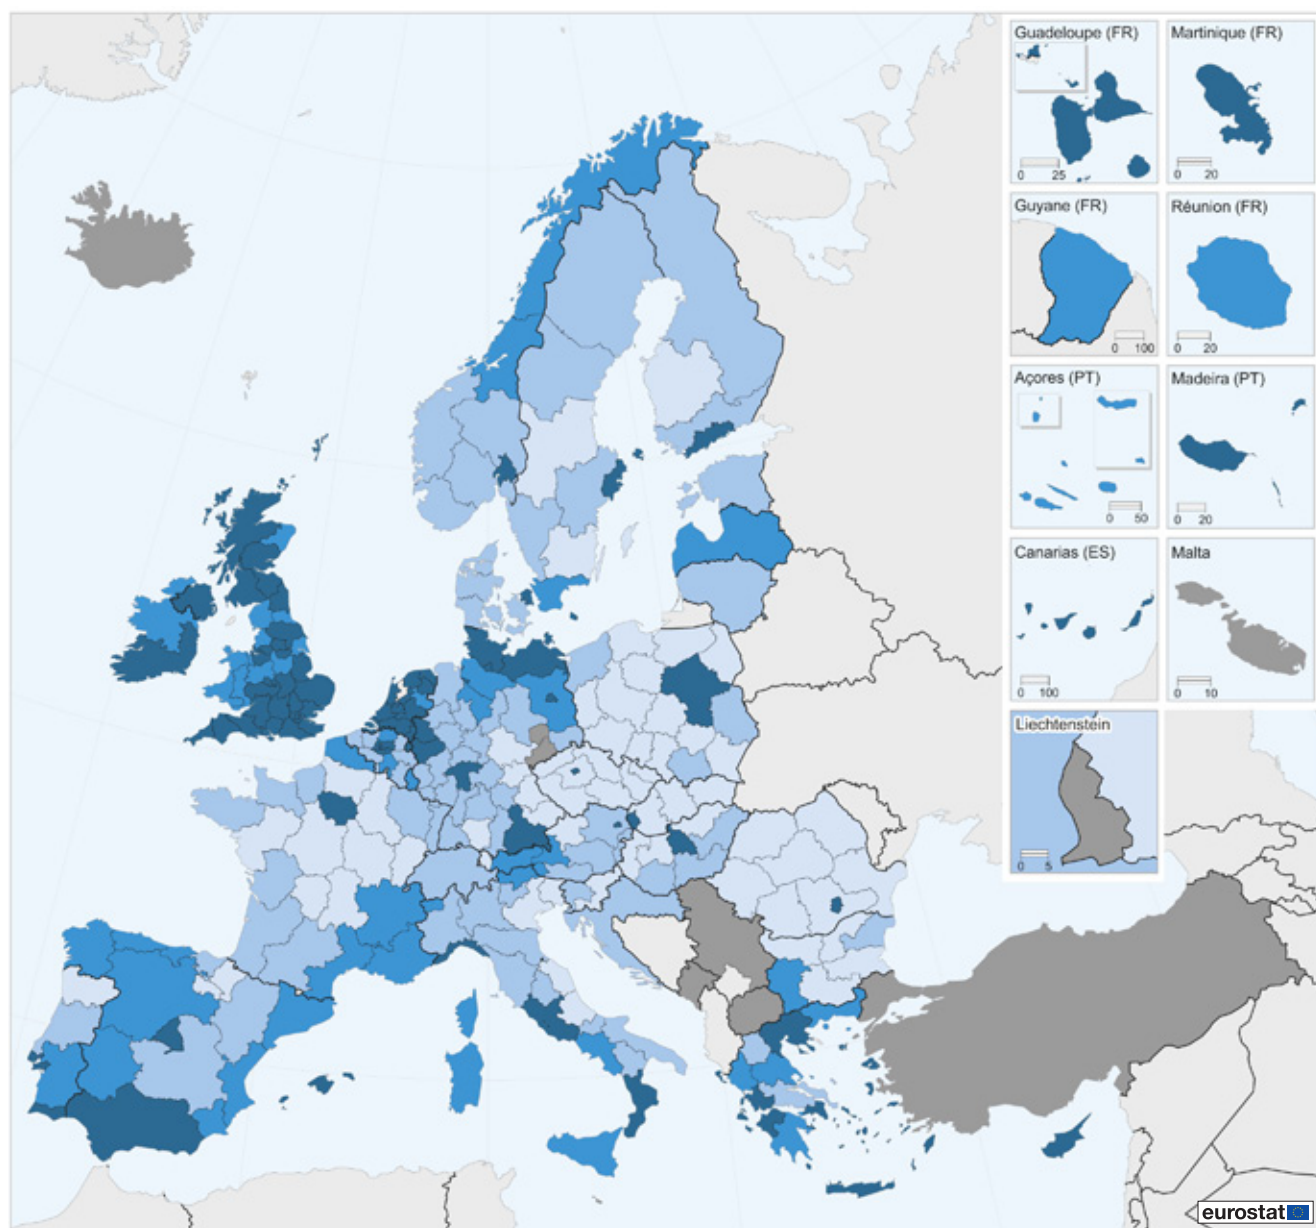 Guadeloupe (FR)
0 25
Martinique (FR)
0 20
Guyane (FR)
0 100
Réunion (FR)
0 20
Açores (PT)
0 50
Madeira (PT)
0 20
Canarias (ES)
0 100
Malta
0 10
Liechtenstein
0 5
eurostat